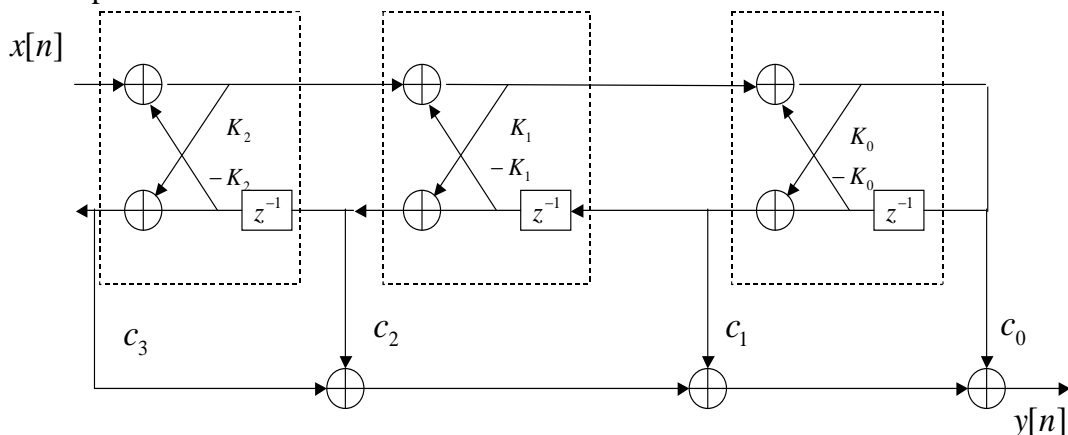 x[n]
K₂
−K₂
z⁻¹
K₁
−K₁
z⁻¹
K₀
−K₀
z⁻¹
c₃
c₂
c₁
c₀
y[n]